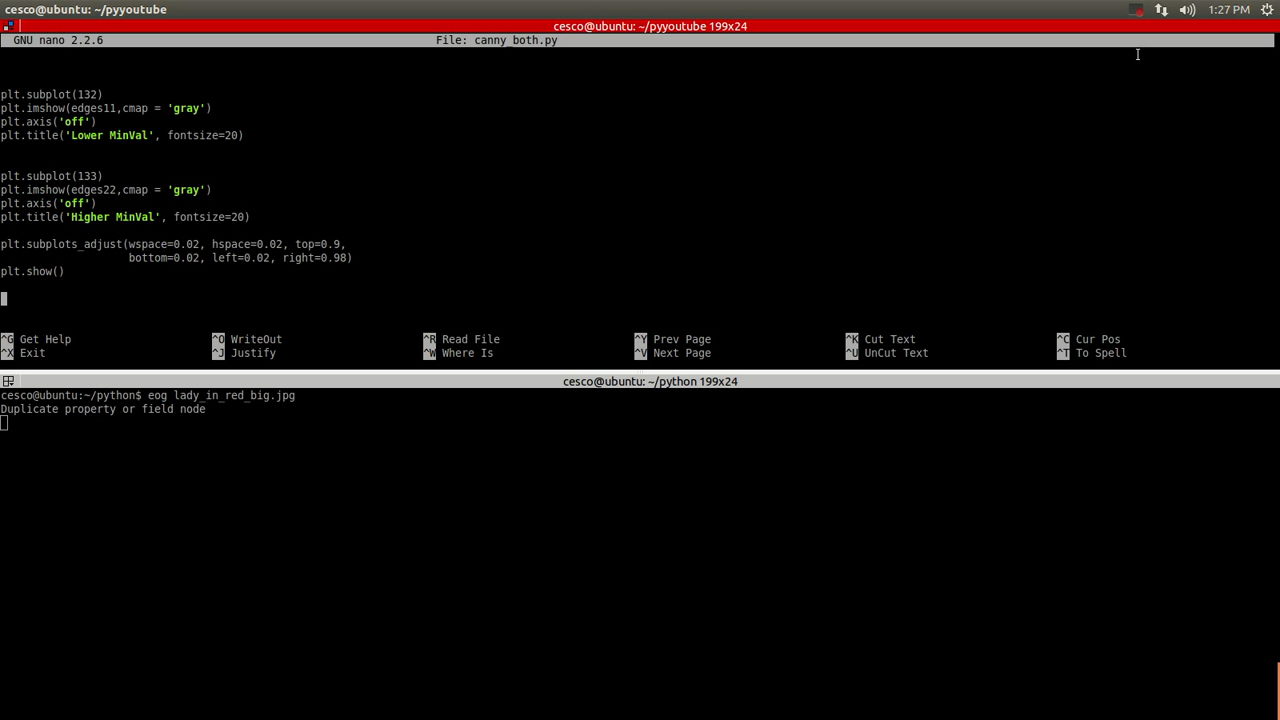 cesco@ubuntu: ~/pyyoutube
1:27 PM
cesco@ubuntu: ~/pyyoutube 199x24
GNU nano 2.2.6 File: canny_both.py
plt.subplot(132)
plt.imshow(edges11,cmap = 'gray')
plt.axis('off')
plt.title('Lower MinVal', fontsize=20)
plt.subplot(133)
plt.imshow(edges22,cmap = 'gray')
plt.axis('off')
plt.title('Higher MinVal', fontsize=20)
plt.subplots_adjust(wspace=0.02, hspace=0.02, top=0.9,
bottom=0.02, left=0.02, right=0.98)
plt.show()
^G Get Help ^O WriteOut ^R Read File ^Y Prev Page ^K Cut Text ^C Cur Pos
^X Exit ^J Justify ^W Where Is ^V Next Page ^U UnCut Text ^T To Spell
cesco@ubuntu: ~/python 199x24
cesco@ubuntu:~/python$ eog lady_in_red_big.jpg
Duplicate property or field node